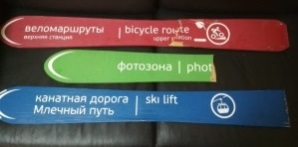 веломаршруты | bicycle route
верхняя станция upper station
фотозона | phot
канатная дорога | ski lift
Млечный путь